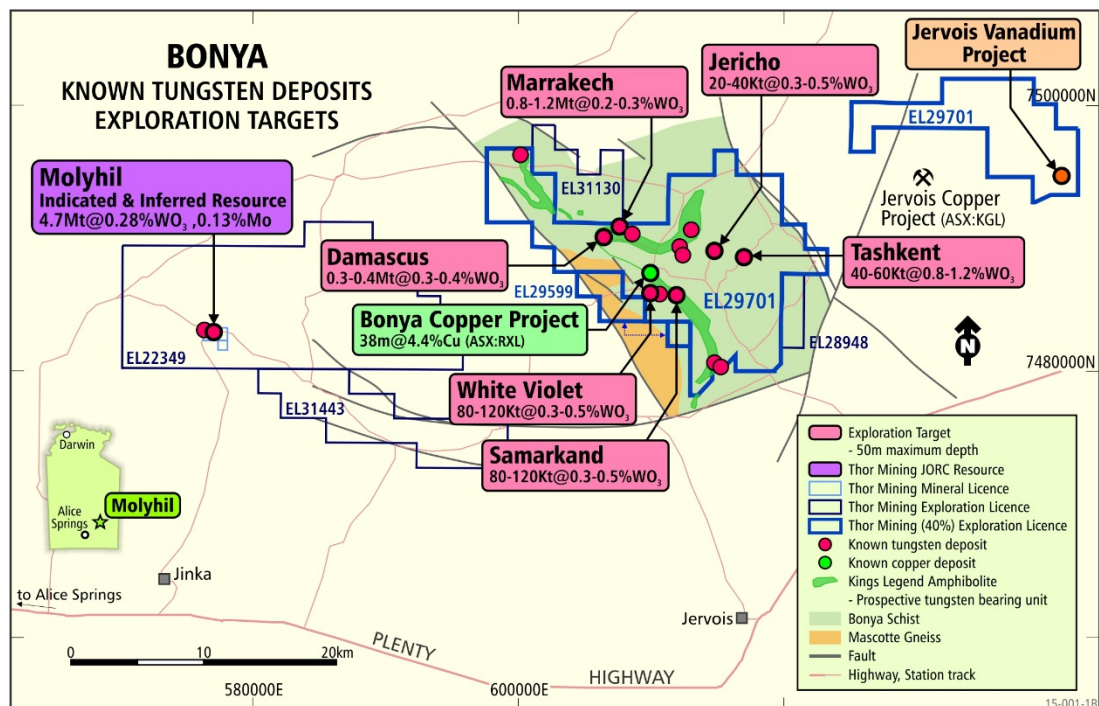 BONYA
KNOWN TUNGSTEN DEPOSITS
EXPLORATION TARGETS
Marrakech
0.8-1.2Mt@0.2-0.3%WO₃
Jericho
20-40Kt@0.3-0.5%WO₃
Jervois Vanadium
Project
7500000N
EL29701
Molyhil
Indicated & Inferred Resource
4.7Mt@0.28%WO₃ ,0.13%Mo
EL31130
Jervois Copper
Project (ASX:KGL)
Damascus
0.3-0.4Mt@0.3-0.4%WO₃
Tashkent
40-60Kt@0.8-1.2%WO₃
EL29599
EL29701
Bonya Copper Project
38m@4.4%Cu (ASX:RXL)
EL28948
N
EL22349
7480000N
White Violet
80-120Kt@0.3-0.5%WO₃
EL31443
Samarkand
80-120Kt@0.3-0.5%WO₃
Darwin
Alice
Springs
Molyhil
Exploration Target
- 50m maximum depth
Thor Mining JORC Resource
Thor Mining Mineral Licence
Thor Mining Exploration Licence
Thor Mining (40%) Exploration Licence
Known tungsten deposit
Known copper deposit
Kings Legend Amphibolite
- Prospective tungsten bearing unit
Bonya Schist
Mascotte Gneiss
Fault
Highway, Station track
Jinka
to Alice Springs
Jervois
PLENTY
HIGHWAY
0 10 20km
580000E
600000E
15-001-1B